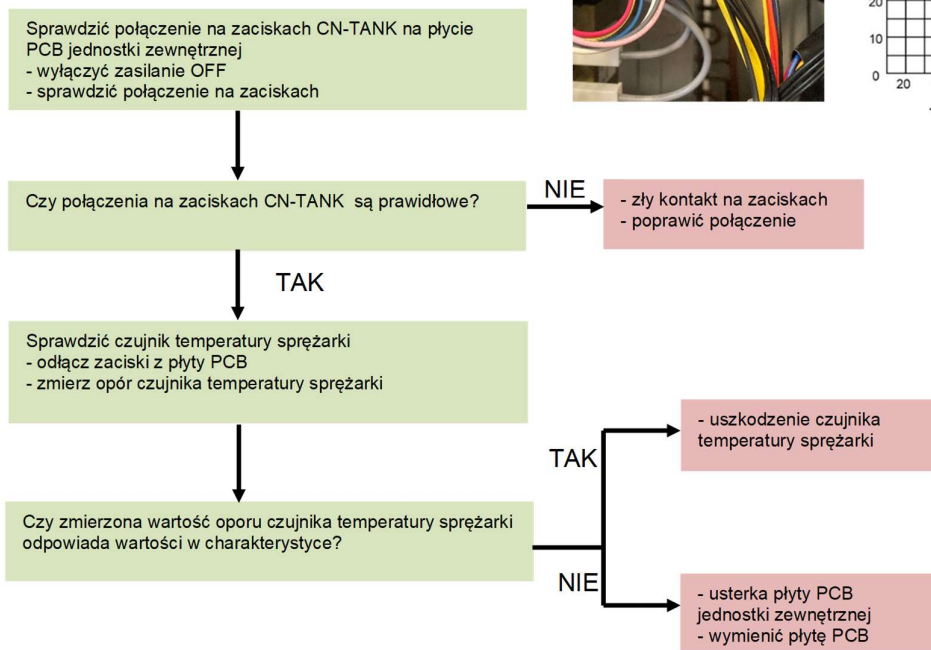 Sprawdzić połączenie na zaciskach CN-TANK na płycie
PCB jednostki zewnętrznej
- wyłączyć zasilanie OFF
- sprawdzić połączenie na zaciskach
20
10
0
20
Czy połączenia na zaciskach CN-TANK są prawidłowe?
NIE
- zły kontakt na zaciskach
- poprawić połączenie
TAK
Sprawdzić czujnik temperatury sprężarki
- odłącz zaciski z płyty PCB
- zmierz opór czujnika temperatury sprężarki
Czy zmierzona wartość oporu czujnika temperatury sprężarki
odpowiada wartości w charakterystyce?
TAK
- uszkodzenie czujnika
temperatury sprężarki
NIE
- usterka płyty PCB
jednostki zewnętrznej
- wymienić płytę PCB